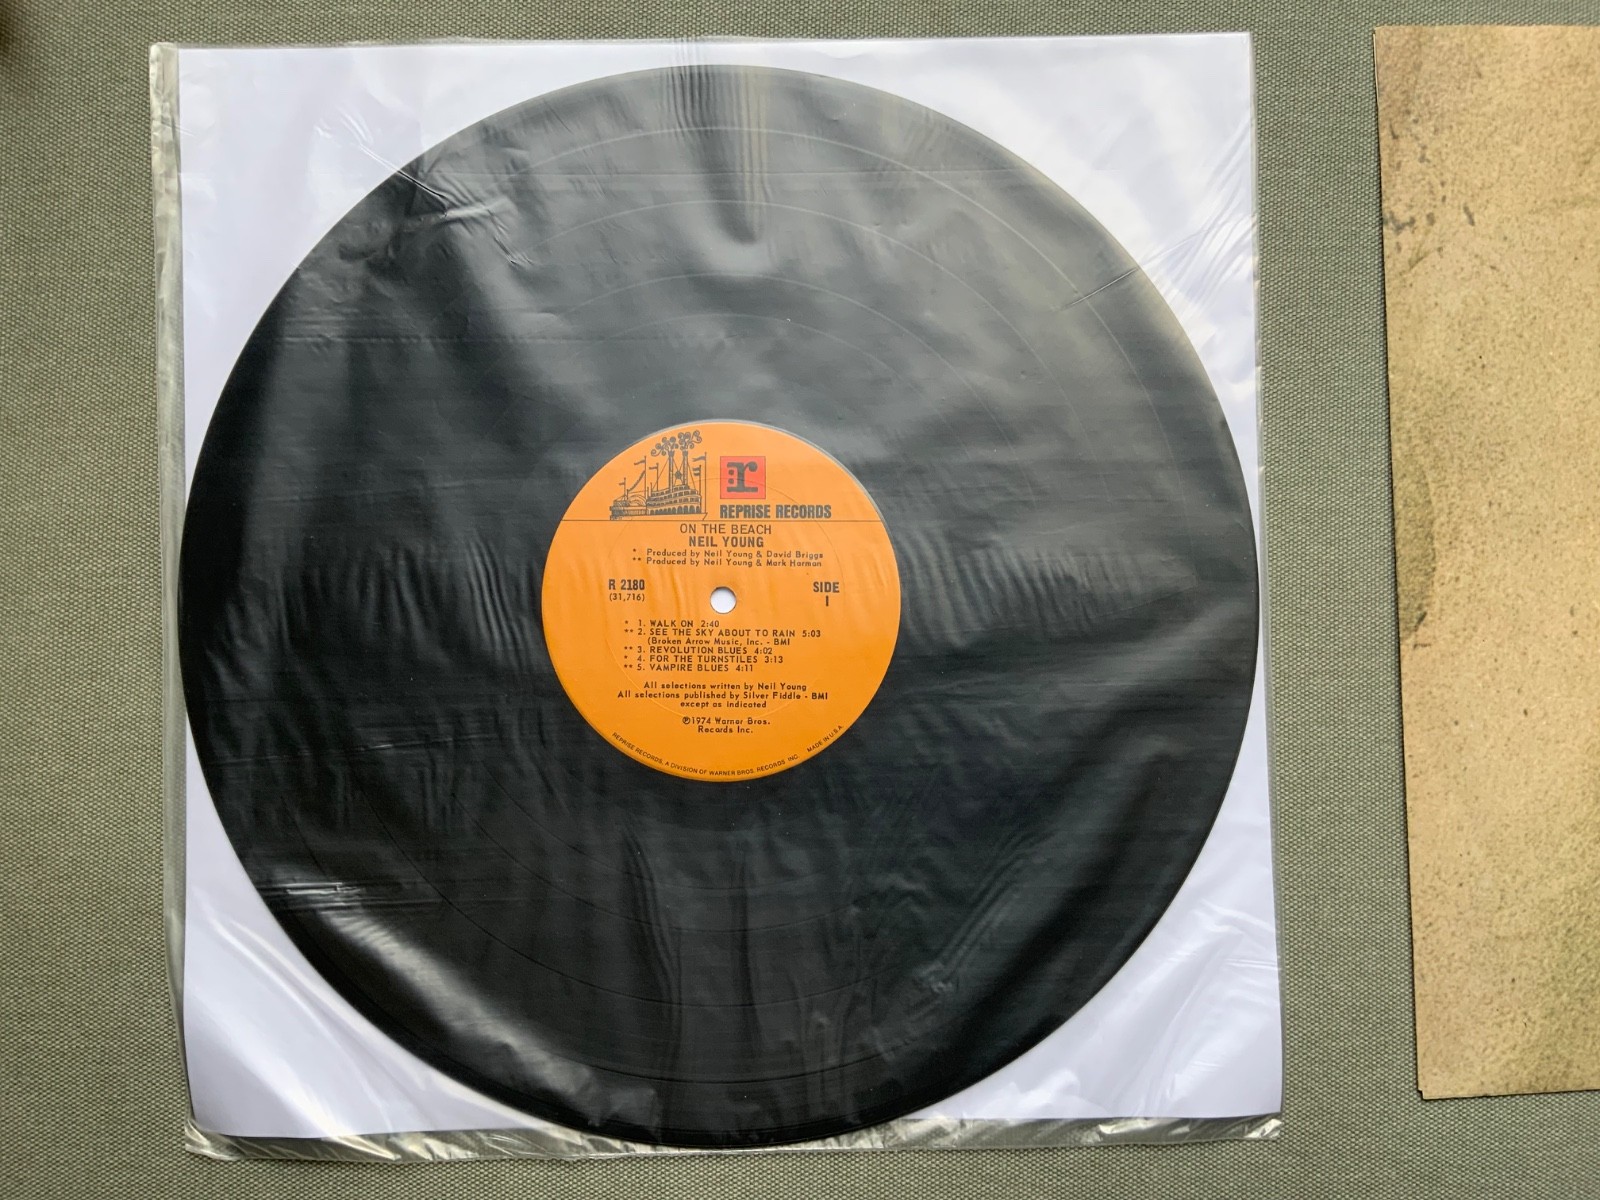 r
REPRISE RECORDS
ON THE BEACH
NEIL YOUNG
* Produced by Neil Young & David Briggs
** Produced by Neil Young & Mark Harman
R 2180
(31,716)
SIDE
1
* 1. WALK ON 2:40
** 2. SEE THE SKY ABOUT TO RAIN 5:03
(Broken Arrow Music, Inc. - BMI
** 3. REVOLUTION BLUES 4:02
* 4. FOR THE TURNSTILES 3:13
** 5. VAMPIRE BLUES 4:11
All selections written by Neil Young
All selections published by Silver Fiddle - BMI
except as indicated
℗1974 Warner Bros.
Records Inc.
REPRISE RECORDS, A DIVISION OF WARNER BROS. RECORDS INC. MADE IN U.S.A.